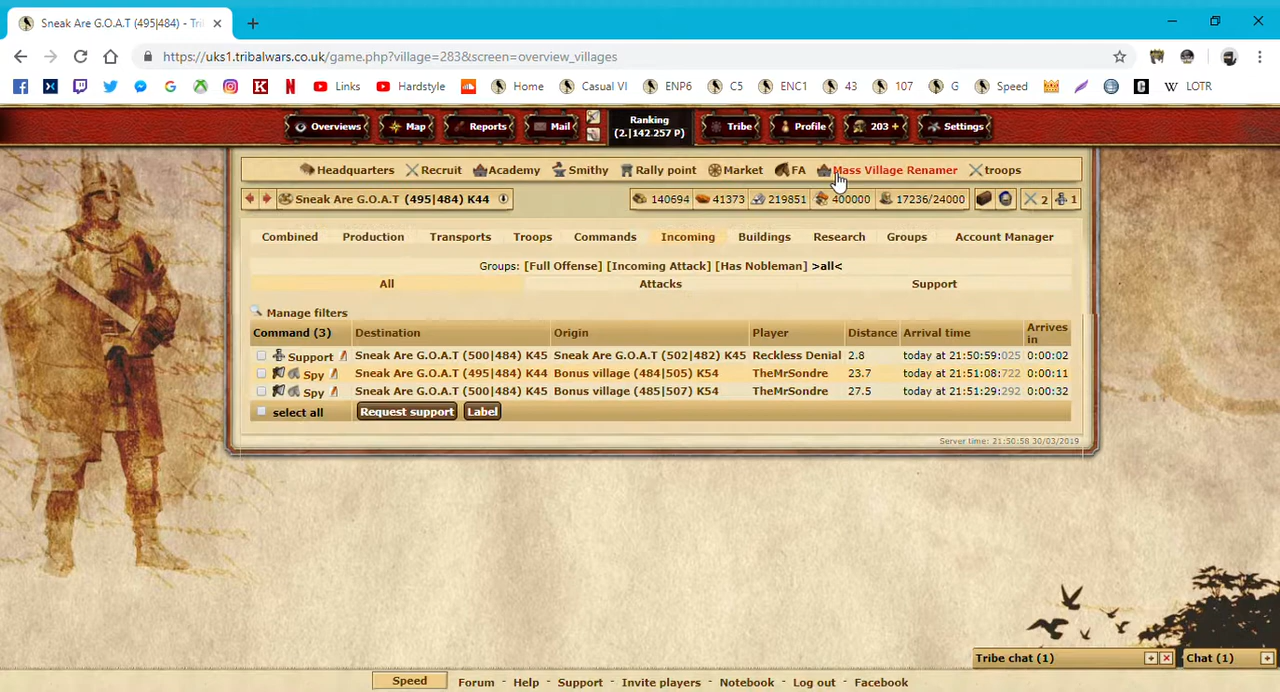 Sneak Are G.O.A.T (495|484) - Tri
https://uks1.tribalwars.co.uk/game.php?village=283&screen=overview_villages
Links Hardstyle Home Casual VI ENP6 C5 ENC1 43 107 G Speed LOTR
Overviews Map Reports Mail Ranking (2.|142.257 P) Tribe Profile 203 + Settings
Headquarters Recruit Academy Smithy Rally point Market FA Mass Village Renamer troops
Sneak Are G.O.A.T (495|484) K44 140694 41373 219851 400000 17236/24000 2 1
Combined Production Transports Troops Commands Incoming Buildings Research Groups Account Manager
Groups: [Full Offense] [Incoming Attack] [Has Nobleman] >all<
All Attacks Support
Manage filters
Command (3) Destination Origin Player Distance Arrival time Arrives in
Support Sneak Are G.O.A.T (500|484) K45 Sneak Are G.O.A.T (502|482) K45 Reckless Denial 2.8 today at 21:50:59:025 0:00:02
Spy Sneak Are G.O.A.T (495|484) K44 Bonus village (484|505) K54 TheMrSondre 23.7 today at 21:51:08:722 0:00:11
Spy Sneak Are G.O.A.T (500|484) K45 Bonus village (485|507) K54 TheMrSondre 27.5 today at 21:51:29:292 0:00:32
select all Request support Label
Server time: 21:50:58 30/03/2019
Tribe chat (1) Chat (1)
Speed Forum - Help - Support - Invite players - Notebook - Log out - Facebook